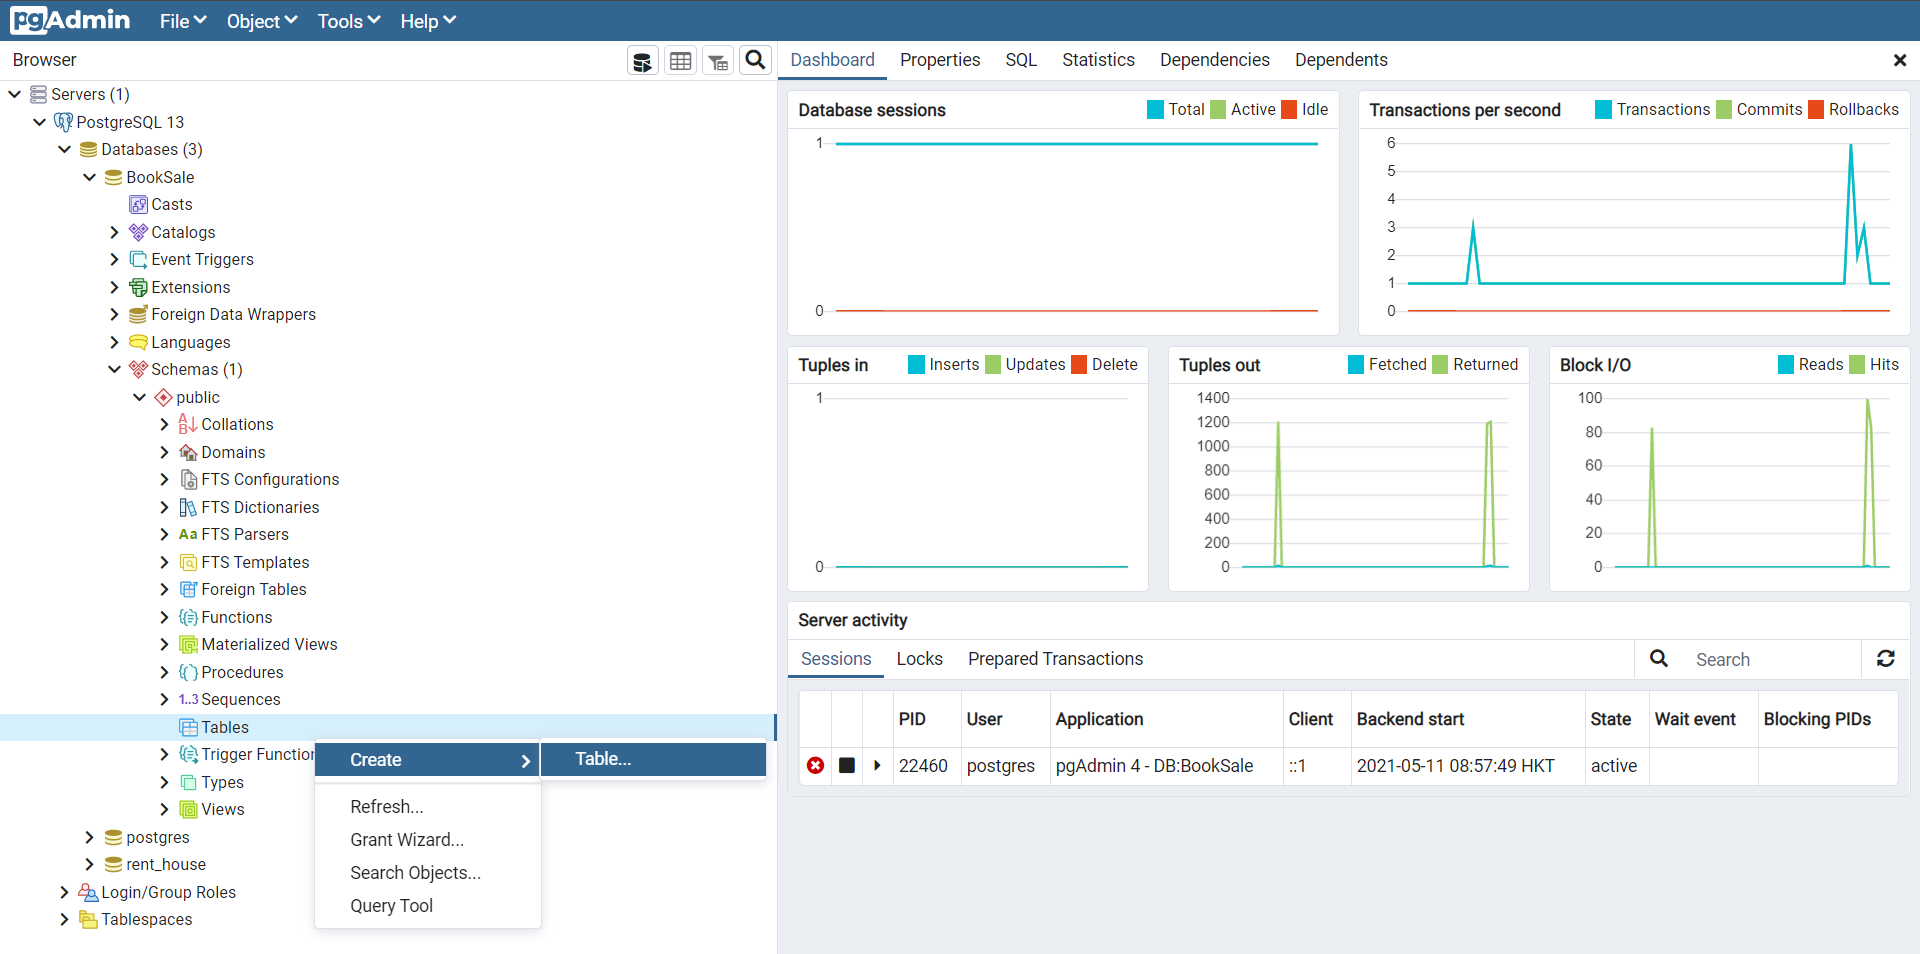 pgAdmin File Object Tools Help
Browser
Dashboard Properties SQL Statistics Dependencies Dependents
Servers (1)
PostgreSQL 13
Databases (3)
BookSale
Casts
Catalogs
Event Triggers
Extensions
Foreign Data Wrappers
Languages
Schemas (1)
public
Collations
Domains
FTS Configurations
FTS Dictionaries
Aa FTS Parsers
FTS Templates
Foreign Tables
Functions
Materialized Views
Procedures
1..3 Sequences
Tables
Trigger Function
Types
Views
postgres
rent_house
Login/Group Roles
Tablespaces
Create
Table...
Refresh...
Grant Wizard...
Search Objects...
Query Tool
Database sessions
Total Active Idle
1
0
Transactions per second
Transactions Commits Rollbacks
6
5
4
3
2
1
0
Tuples in
Inserts Updates Delete
1
0
Tuples out
Fetched Returned
1400
1200
1000
800
600
400
200
0
Block I/O
Reads Hits
100
80
60
40
20
0
Server activity
Sessions Locks Prepared Transactions Search
PID User Application Client Backend start State Wait event Blocking PIDs
22460 postgres pgAdmin 4 - DB:BookSale ::1 2021-05-11 08:57:49 HKT active